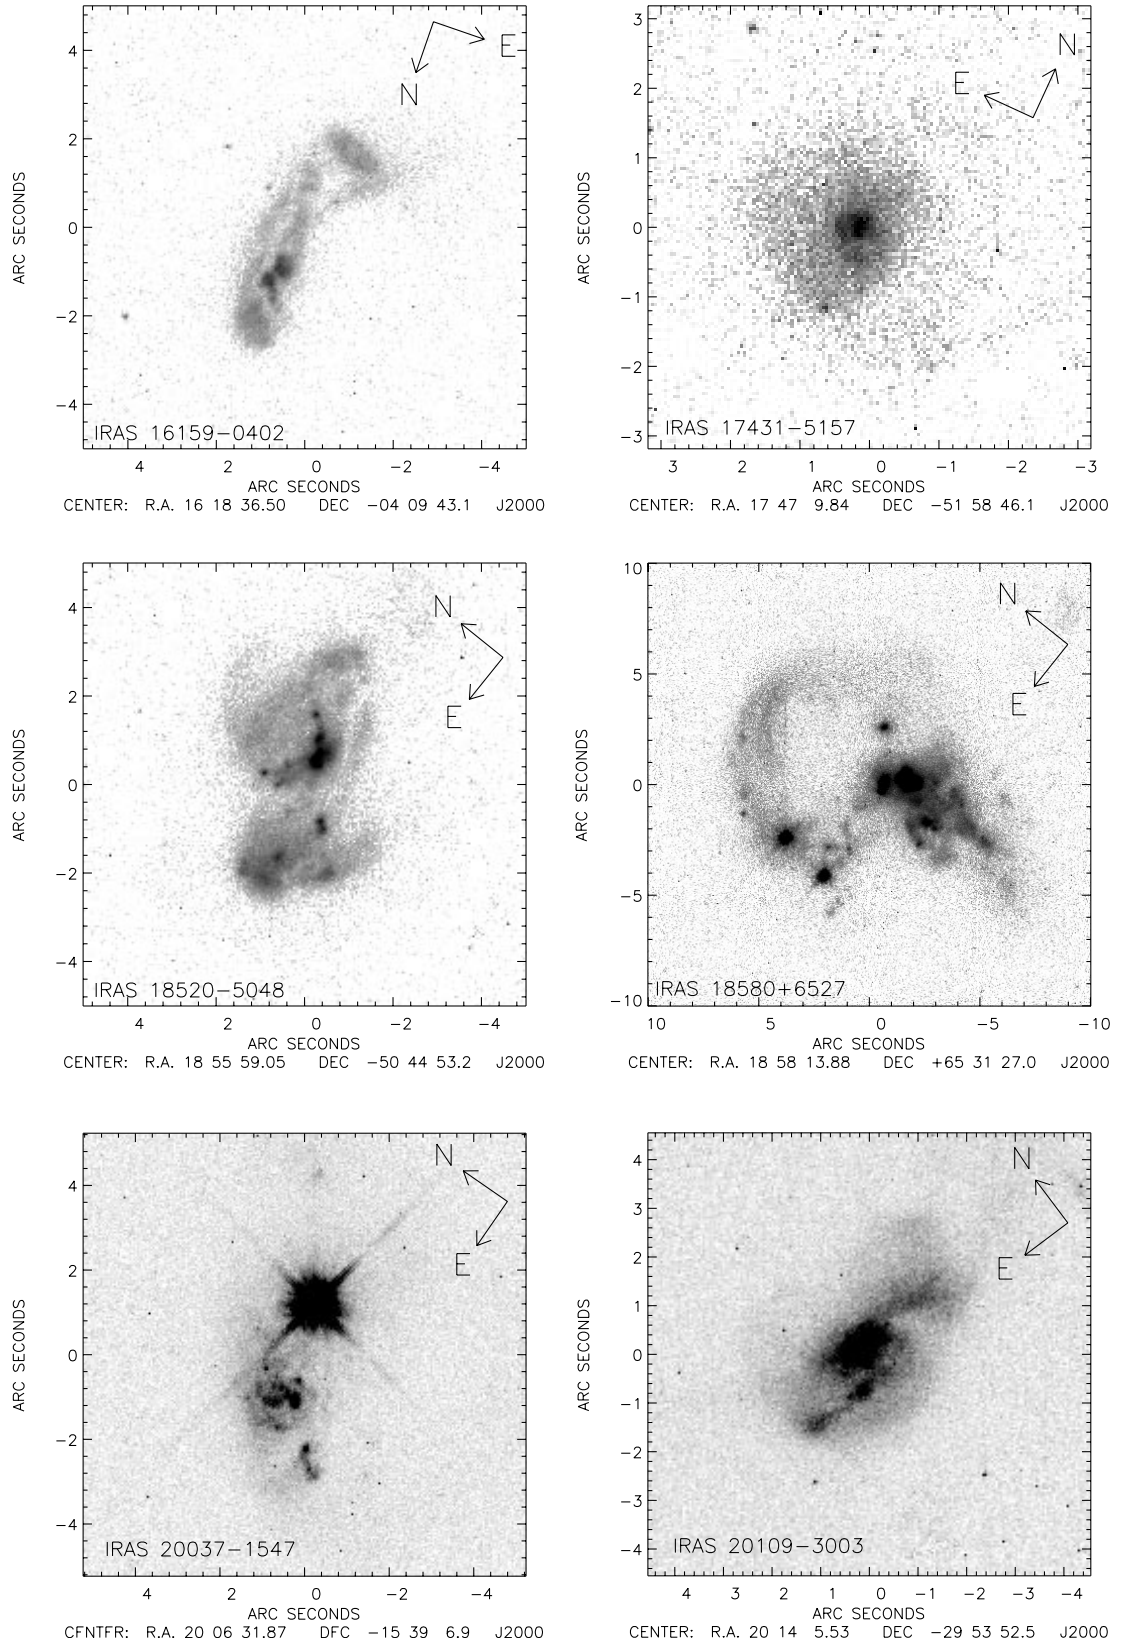 4
2
0
−2
−4
ARC SECONDS
E
N
IRAS 16159−0402
4 2 0 −2 −4
ARC SECONDS
CENTER: R.A. 16 18 36.50 DEC −04 09 43.1 J2000
3
2
1
0
−1
−2
−3
ARC SECONDS
N
E
IRAS 17431−5157
3 2 1 0 −1 −2 −3
ARC SECONDS
CENTER: R.A. 17 47 9.84 DEC −51 58 46.1 J2000
4
2
0
−2
−4
ARC SECONDS
N
E
IRAS 18520−5048
4 2 0 −2 −4
ARC SECONDS
CENTER: R.A. 18 55 59.05 DEC −50 44 53.2 J2000
10
5
0
−5
−10
ARC SECONDS
N
E
IRAS 18580+6527
10 5 0 −5 −10
ARC SECONDS
CENTER: R.A. 18 58 13.88 DEC +65 31 27.0 J2000
4
2
0
−2
−4
ARC SECONDS
N
E
IRAS 20037−1547
4 2 0 −2 −4
ARC SECONDS
CENTER: R.A. 20 06 31.87 DEC −15 39 6.9 J2000
4
3
2
1
0
−1
−2
−3
−4
ARC SECONDS
N
E
IRAS 20109−3003
4 3 2 1 0 −1 −2 −3 −4
ARC SECONDS
CENTER: R.A. 20 14 5.53 DEC −29 53 52.5 J2000